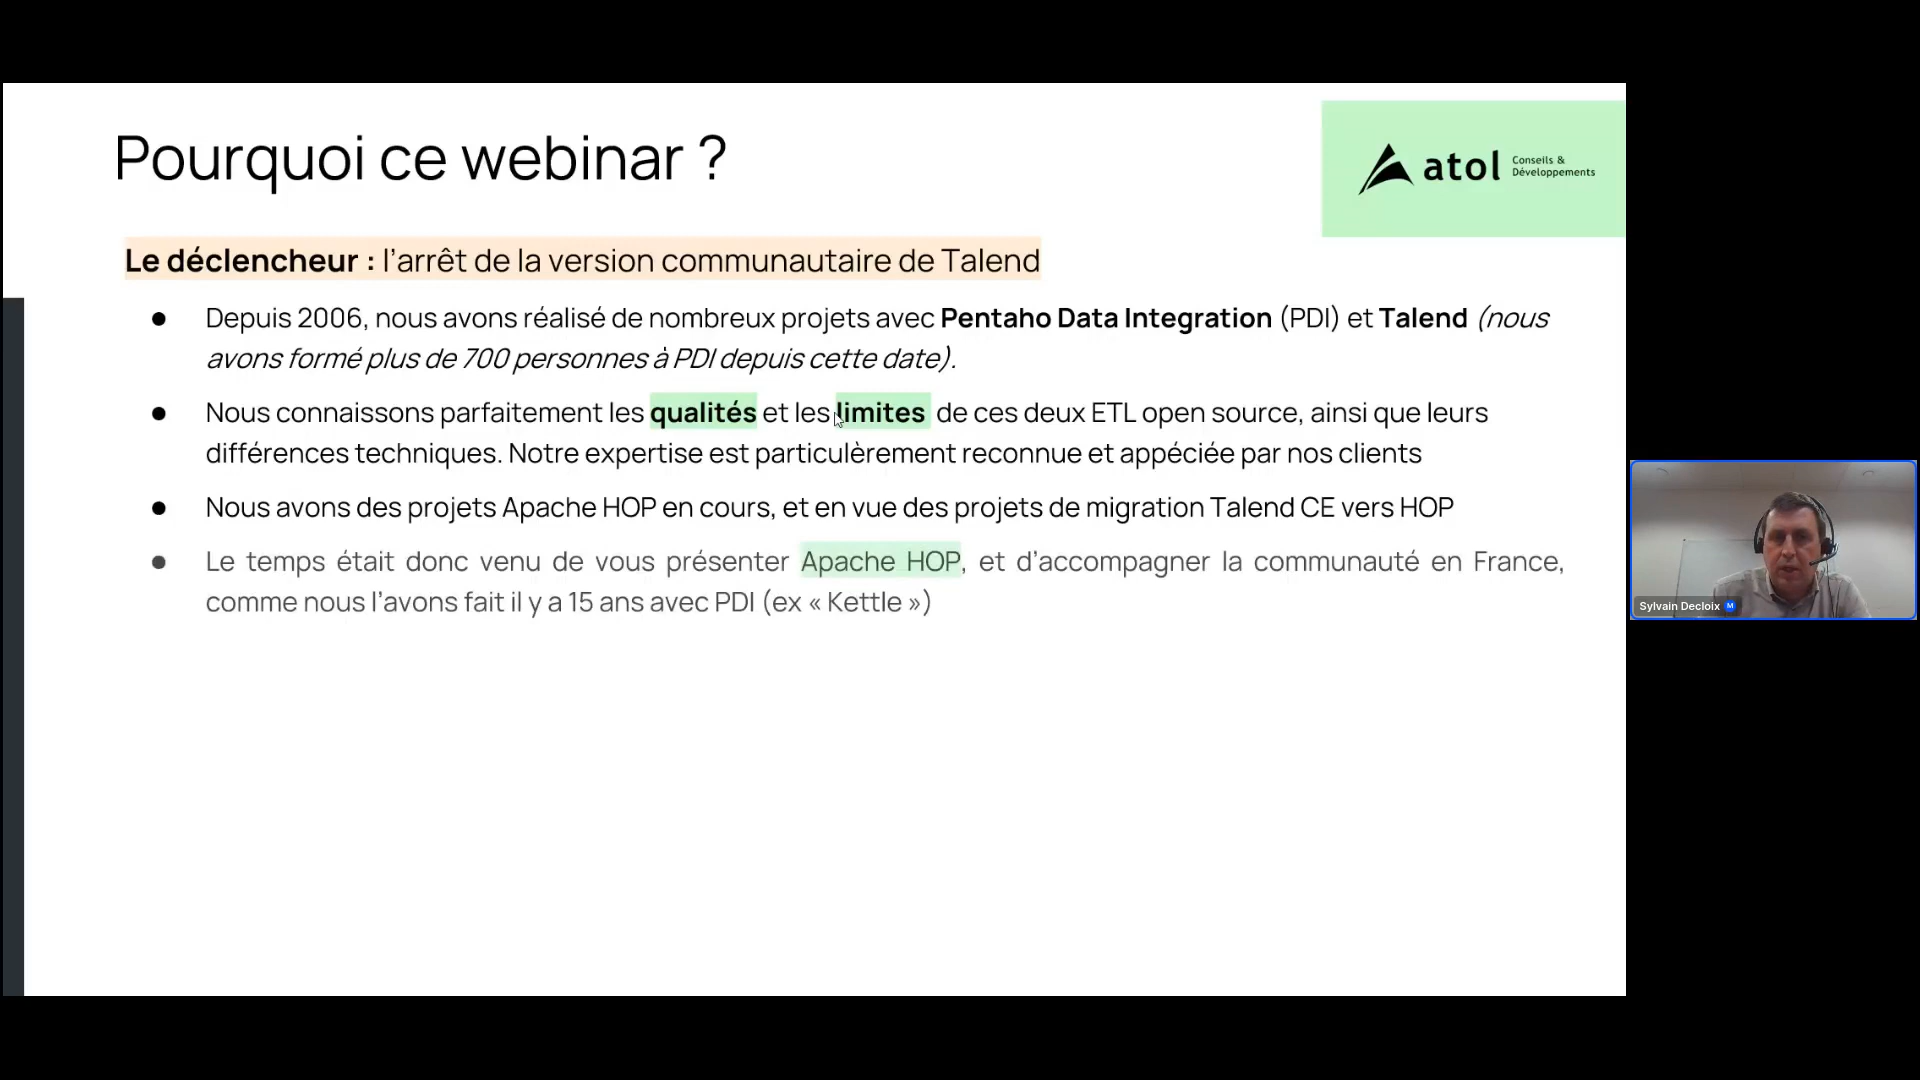 Pourquoi ce webinar ?
atol Conseils &
Développements
Le déclencheur : l'arrêt de la version communautaire de Talend
● Depuis 2006, nous avons réalisé de nombreux projets avec Pentaho Data Integration (PDI) et Talend (nous
avons formé plus de 700 personnes à PDI depuis cette date).
● Nous connaissons parfaitement les qualités et les limites de ces deux ETL open source, ainsi que leurs
différences techniques. Notre expertise est particulèrement reconnue et appéciée par nos clients
● Nous avons des projets Apache HOP en cours, et en vue des projets de migration Talend CE vers HOP
● Le temps était donc venu de vous présenter Apache HOP, et d'accompagner la communauté en France,
comme nous l'avons fait il y a 15 ans avec PDI (ex « Kettle »)
Sylvain Decloix M